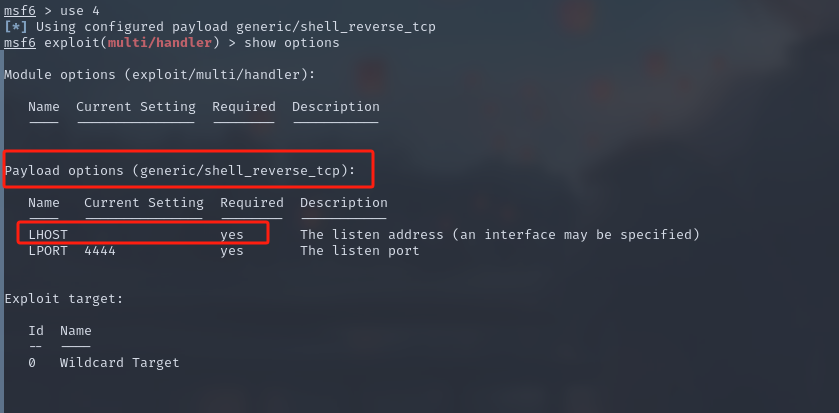 msf6 > use 4
[*] Using configured payload generic/shell_reverse_tcp
msf6 exploit(multi/handler) > show options
Module options (exploit/multi/handler):
Name  Current Setting  Required  Description
----  ---------------  --------  -----------
Payload options (generic/shell_reverse_tcp):
Name   Current Setting  Required  Description
----   ---------------  --------  -----------
LHOST                   yes       The listen address (an interface may be specified)
LPORT  4444             yes       The listen port
Exploit target:
Id  Name
--  ----
0   Wildcard Target